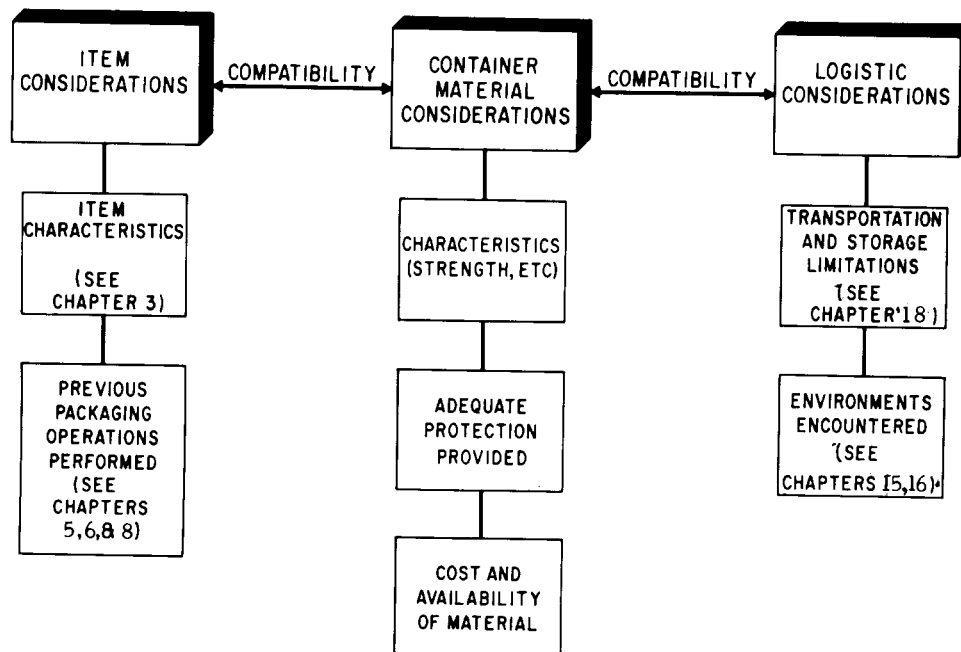 ITEM
CONSIDERATIONS
COMPATIBILITY
CONTAINER
MATERIAL
CONSIDERATIONS
COMPATIBILITY
LOGISTIC
CONSIDERATIONS
ITEM
CHARACTERISTICS
(SEE
CHAPTER 3)
PREVIOUS
PACKAGING
OPERATIONS
PERFORMED
(SEE
CHAPTERS
5,6,& 8)
CHARACTERISTICS
(STRENGTH, ETC)
ADEQUATE
PROTECTION
PROVIDED
COST AND
AVAILABILITY
OF MATERIAL
TRANSPORTATION
AND STORAGE
LIMITATIONS
(SEE
CHAPTER 18)
ENVIRONMENTS
ENCOUNTERED
(SEE
CHAPTERS 15,16)